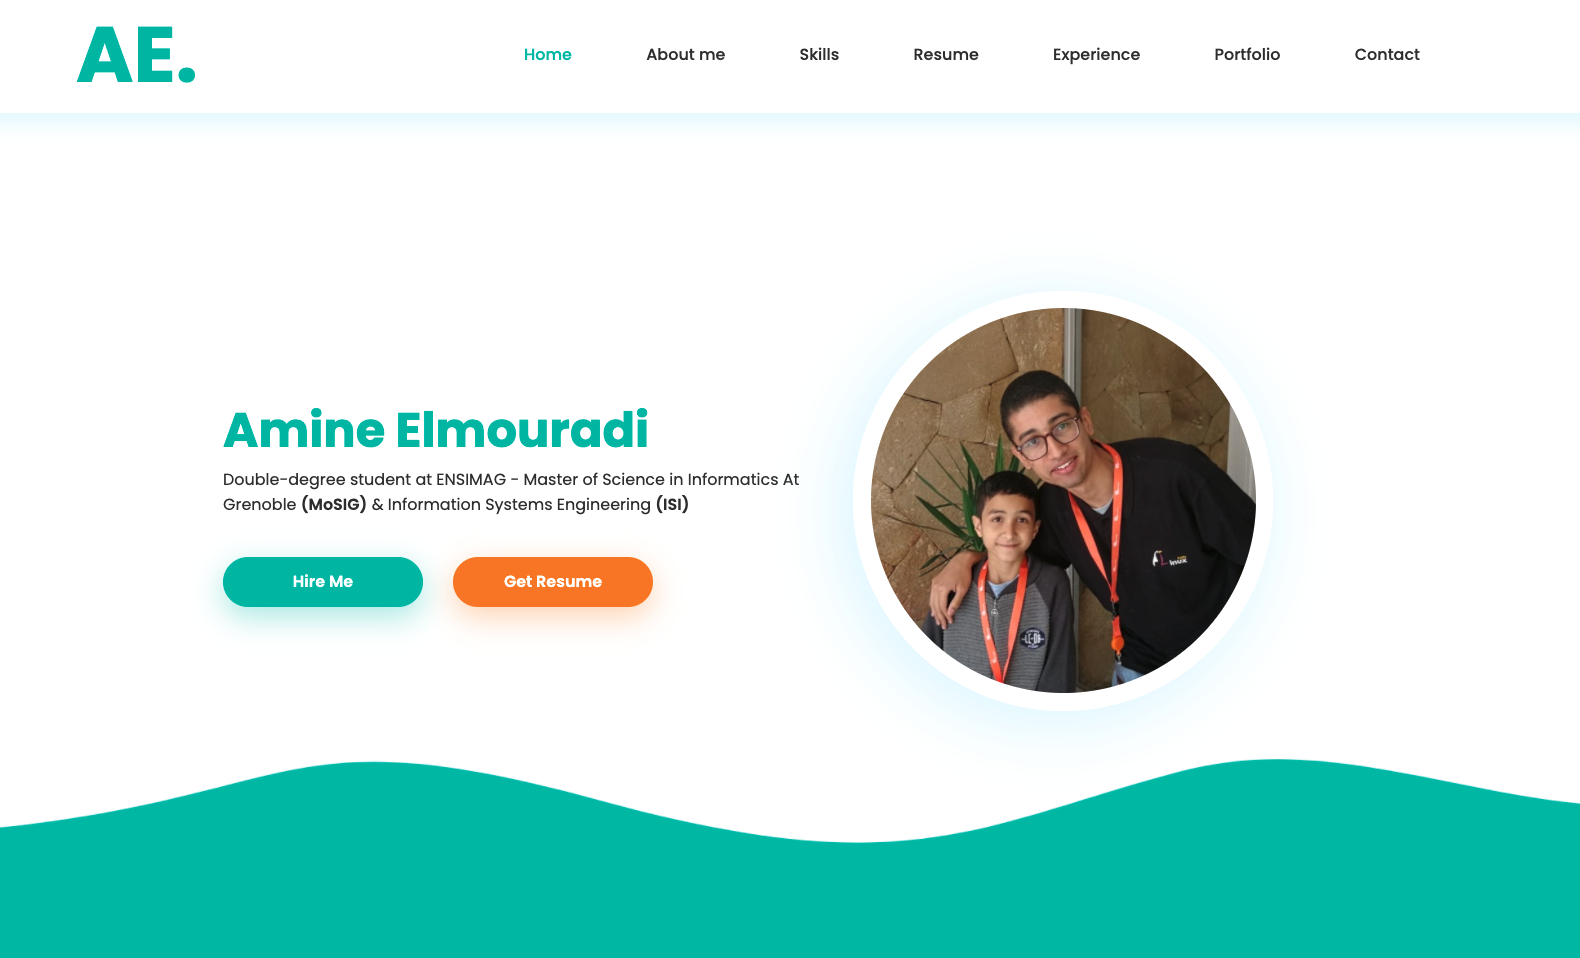 AE.
Home About me Skills Resume Experience Portfolio Contact
Amine Elmouradi
Double-degree student at ENSIMAG - Master of Science in Informatics At
Grenoble (MoSIG) & Information Systems Engineering (ISI)
Hire Me Get Resume
Linux